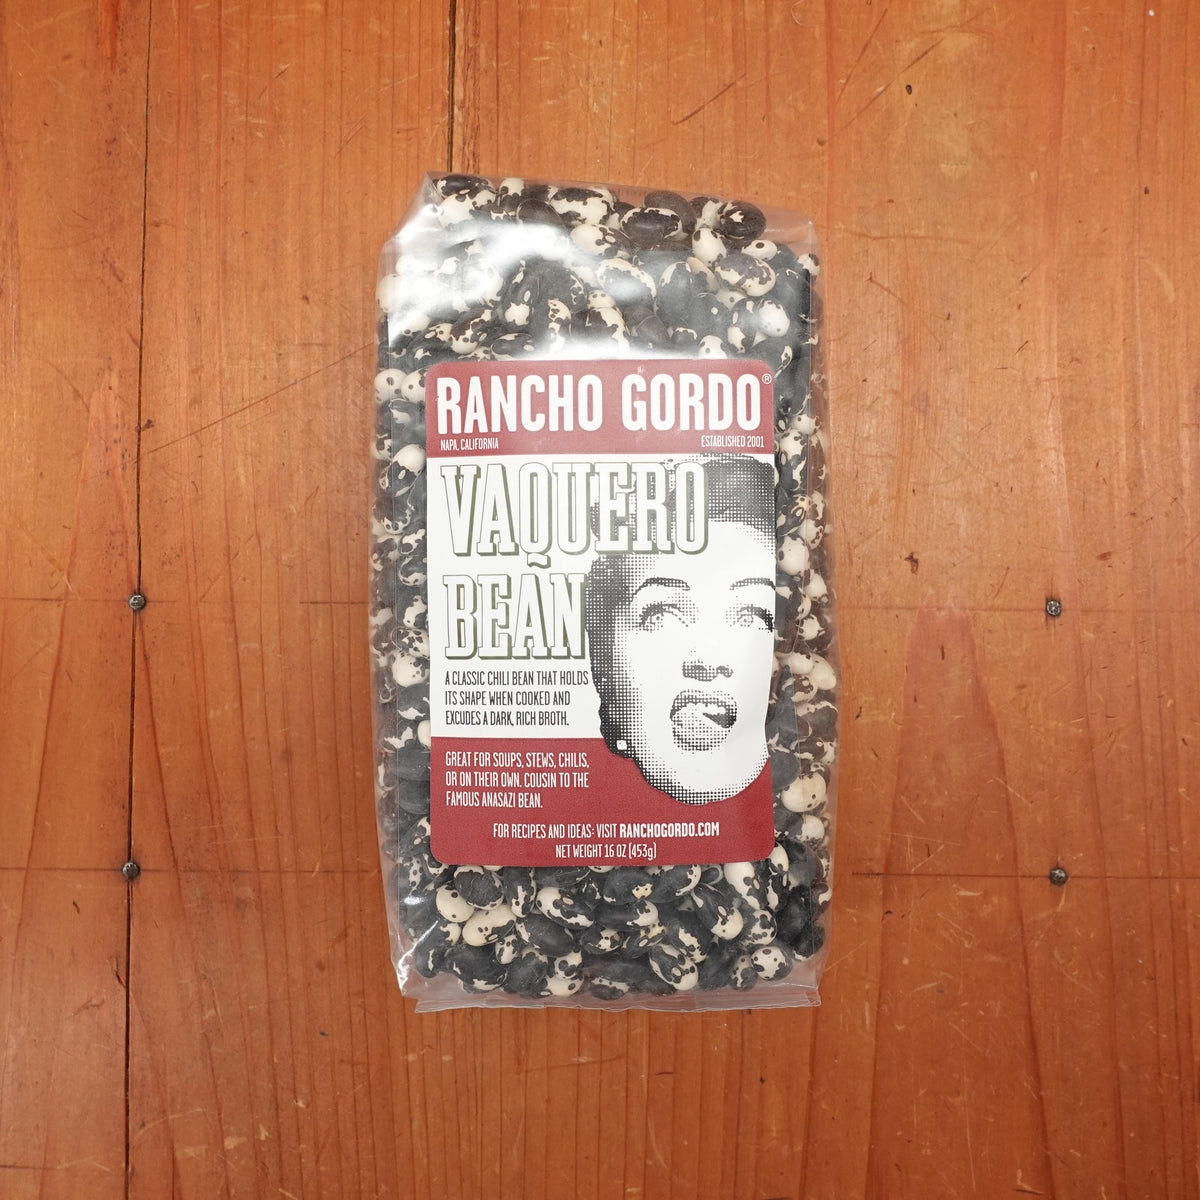 RANCHO GORDO®
NAPA, CALIFORNIA ESTABLISHED 2001
VAQUERO
BEAN
A CLASSIC CHILI BEAN THAT HOLDS
ITS SHAPE WHEN COOKED AND
EXCUDES A DARK, RICH BROTH.
GREAT FOR SOUPS, STEWS, CHILIS,
OR ON THEIR OWN. COUSIN TO THE
FAMOUS ANASAZI BEAN.
FOR RECIPES AND IDEAS: VISIT RANCHOGORDO.COM
NET WEIGHT 16 OZ (453g)